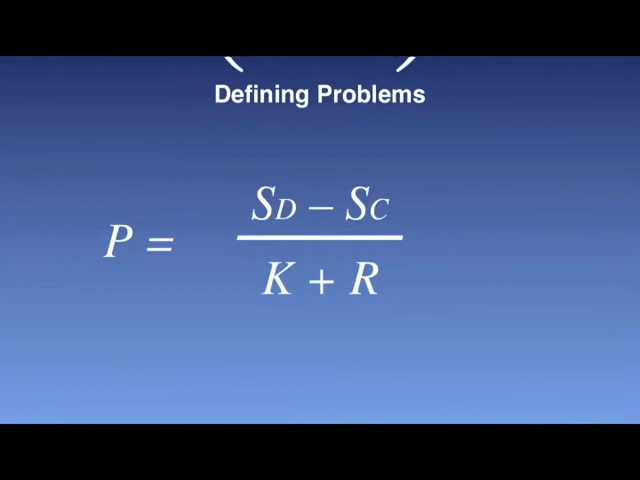 Defining Problems
P = 
SD – SC
K + R